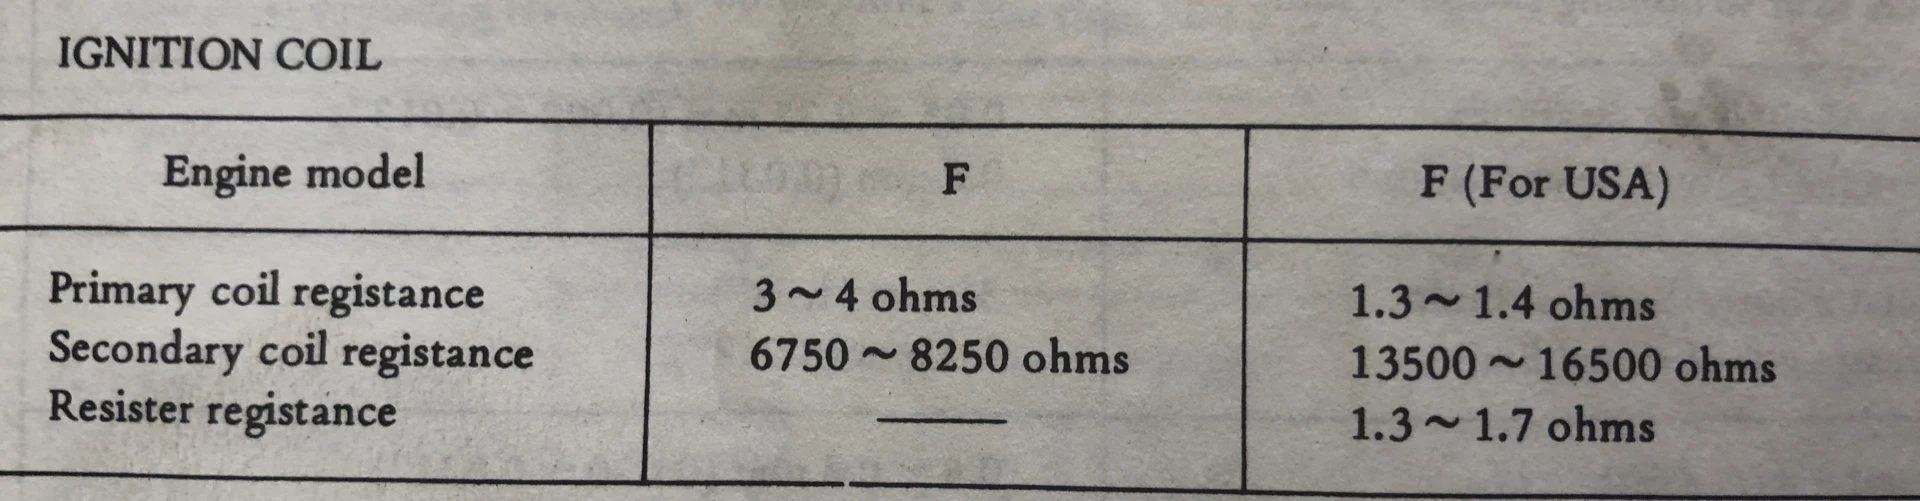 IGNITION COIL
Engine model F F (For USA)
Primary coil registance 3 ~ 4 ohms 1.3 ~ 1.4 ohms
Secondary coil registance 6750 ~ 8250 ohms 13500 ~ 16500 ohms
Resister registance —— 1.3 ~ 1.7 ohms